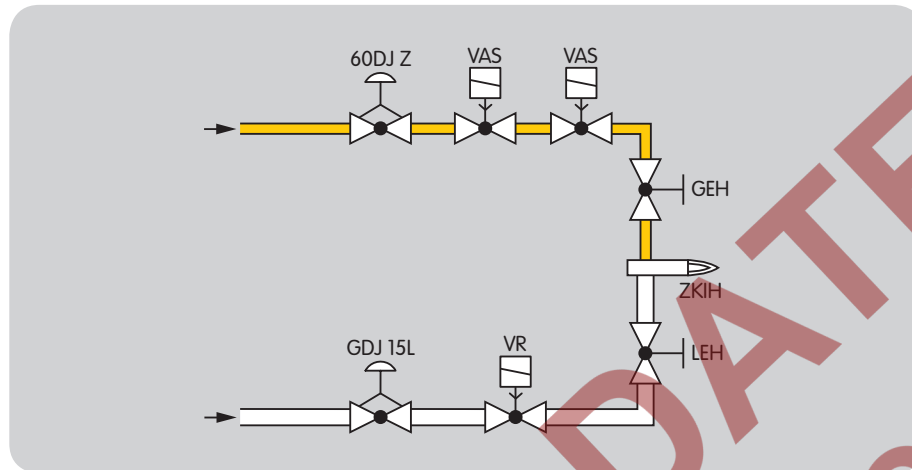 60DJ Z
VAS
VAS
GEH
ZKIH
GDJ 15L
VR
LEH
DATE